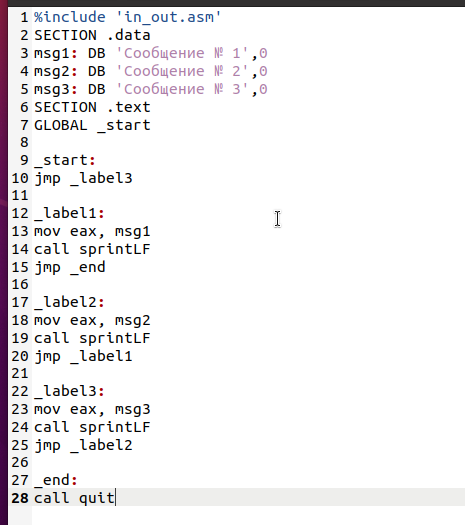 1 %include 'in_out.asm'
2 SECTION .data
3 msg1: DB 'Сообщение № 1',0
4 msg2: DB 'Сообщение № 2',0
5 msg3: DB 'Сообщение № 3',0
6 SECTION .text
7 GLOBAL _start
8
9 _start:
10 jmp _label3
11
12 _label1:
13 mov eax, msg1
14 call sprintLF
15 jmp _end
16
17 _label2:
18 mov eax, msg2
19 call sprintLF
20 jmp _label1
21
22 _label3:
23 mov eax, msg3
24 call sprintLF
25 jmp _label2
26
27 _end:
28 call quit